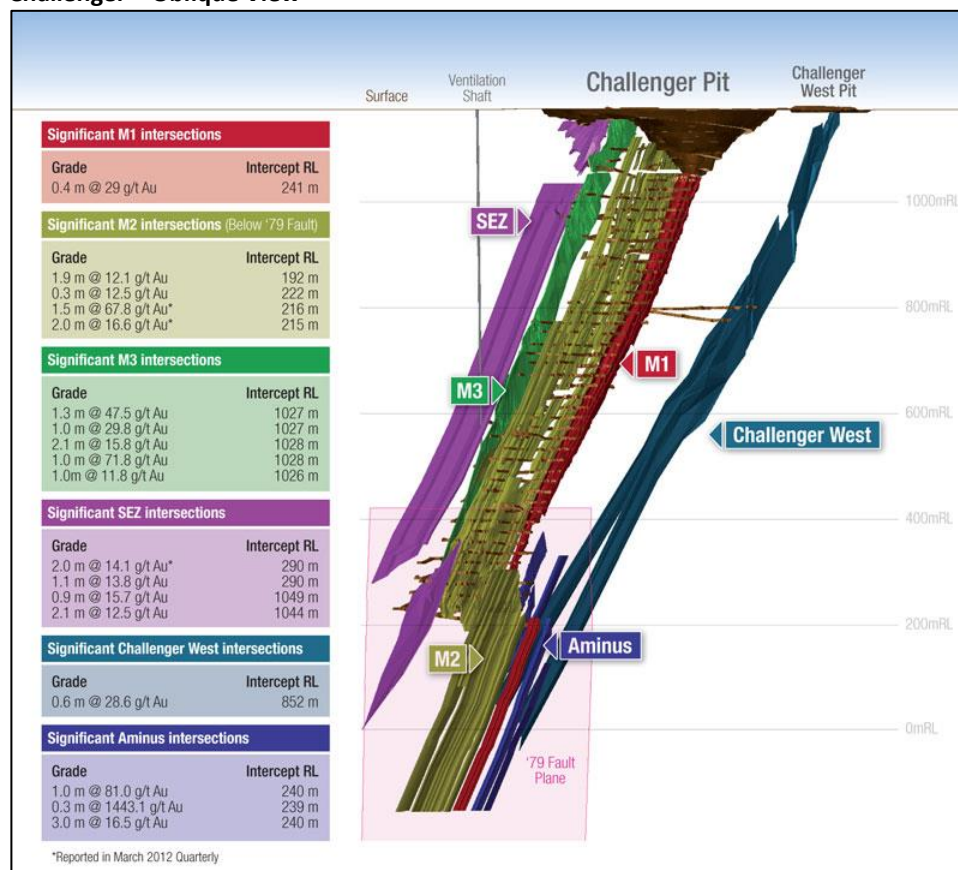 Challenger – Oblique View
Surface
Ventilation
Shaft
Challenger Pit
Challenger
West Pit
Significant M1 intersections
Grade Intercept RL
0.4 m @ 29 g/t Au 241 m
Significant M2 intersections (Below '79 Fault)
Grade Intercept RL
1.9 m @ 12.1 g/t Au 192 m
0.3 m @ 12.5 g/t Au 222 m
1.5 m @ 67.8 g/t Au* 216 m
2.0 m @ 16.6 g/t Au* 215 m
Significant M3 intersections
Grade Intercept RL
1.3 m @ 47.5 g/t Au 1027 m
1.0 m @ 29.8 g/t Au 1027 m
2.1 m @ 15.8 g/t Au 1028 m
1.0 m @ 71.8 g/t Au 1028 m
1.0m @ 11.8 g/t Au 1026 m
Significant SEZ intersections
Grade Intercept RL
2.0 m @ 14.1 g/t Au* 290 m
1.1 m @ 13.8 g/t Au 290 m
0.9 m @ 15.7 g/t Au 1049 m
2.1 m @ 12.5 g/t Au 1044 m
Significant Challenger West intersections
Grade Intercept RL
0.6 m @ 28.6 g/t Au 852 m
Significant Aminus intersections
Grade Intercept RL
1.0 m @ 81.0 g/t Au 240 m
0.3 m @ 1443.1 g/t Au 239 m
3.0 m @ 16.5 g/t Au 240 m
*Reported in March 2012 Quarterly
SEZ
M3
M1
Challenger West
M2
Aminus
'79 Fault
Plane
1000mRL
800mRL
600mRL
400mRL
200mRL
0mRL